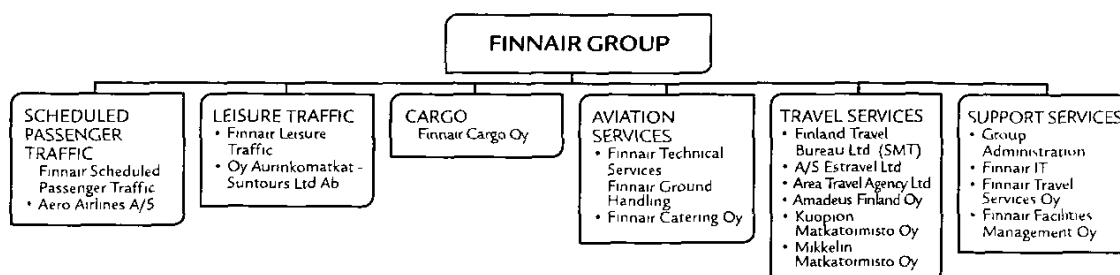 FINNAIR GROUP
SCHEDULED
PASSENGER
TRAFFIC
Finnair Scheduled
Passenger Traffic
• Aero Airlines A/S
LEISURE TRAFFIC
• Finnair Leisure
Traffic
• Oy Aurinkomatkat -
Suntours Ltd Ab
CARGO
Finnair Cargo Oy
AVIATION
SERVICES
• Finnair Technical
Services
Finnair Ground
Handling
• Finnair Catering Oy
TRAVEL SERVICES
• Finland Travel
Bureau Ltd (SMT)
• A/S Estravel Ltd
• Area Travel Agency Ltd
• Amadeus Finland Oy
• Kuopion
Matkatoimisto Oy
• Mikkelin
Matkatoimisto Oy
SUPPORT SERVICES
• Group
Administration
• Finnair IT
• Finnair Travel
Services Oy
• Finnair Facilities
Management Oy